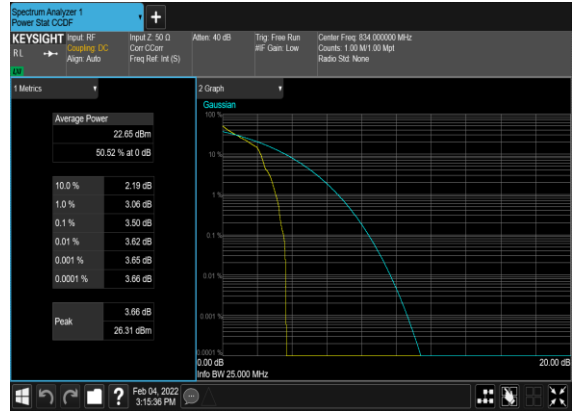 Spectrum Analyzer 1
Power Stat CCDF
KEYSIGHT
RL
Input: RF
Coupling: DC
Align: Auto
Input Z: 50 Ω
Corr CCorr
Freq Ref: Int (S)
Atten: 40 dB
Trig: Free Run
#IF Gain: Low
Center Freq: 834.000000 MHz
Counts: 1.00 M/1.00 Mpt
Radio Std: None
1 Metrics
Average Power
22.65 dBm
50.52 % at 0 dB
10.0 % 2.19 dB
1.0 % 3.06 dB
0.1 % 3.50 dB
0.01 % 3.62 dB
0.001 % 3.65 dB
0.0001 % 3.66 dB
Peak
3.66 dB
26.31 dBm
2 Graph
Gaussian
100 %
10 %
1 %
0.1 %
0.01 %
0.001 %
0.0001 %
0.00 dB 20.00 dB
Info BW 25.000 MHz
Feb 04, 2022
3:15:36 PM